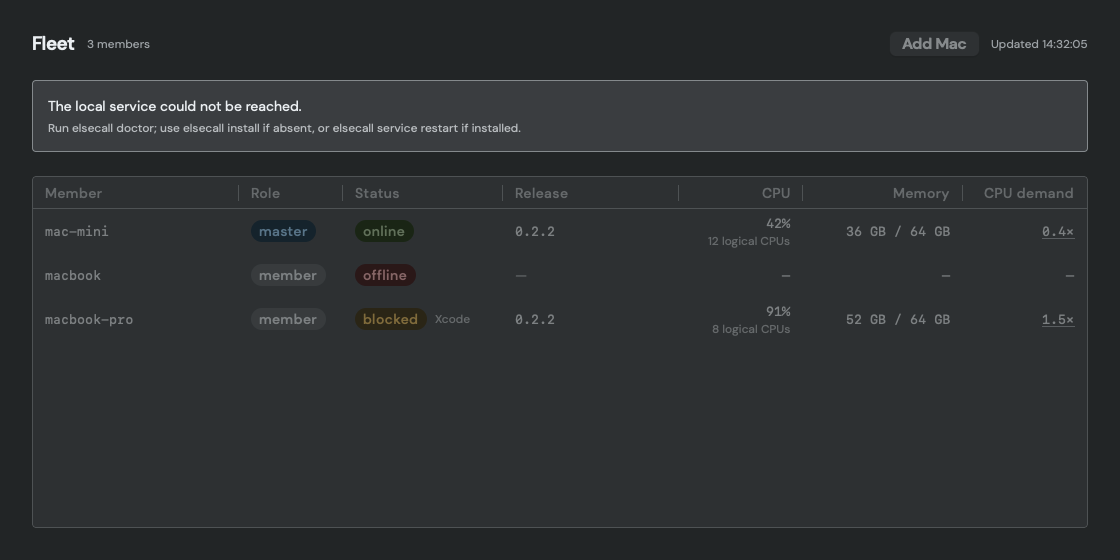 Fleet 3 members Add Mac Updated 14:32:05
The local service could not be reached.
Run elsecall doctor; use elsecall install if absent, or elsecall service restart if installed.
Member Role Status Release CPU Memory CPU demand
mac-mini master online 0.2.2 42% 36 GB / 64 GB 0.4×
12 logical CPUs
macbook member offline — — — —
macbook-pro member blocked Xcode 0.2.2 91% 52 GB / 64 GB 1.5×
8 logical CPUs